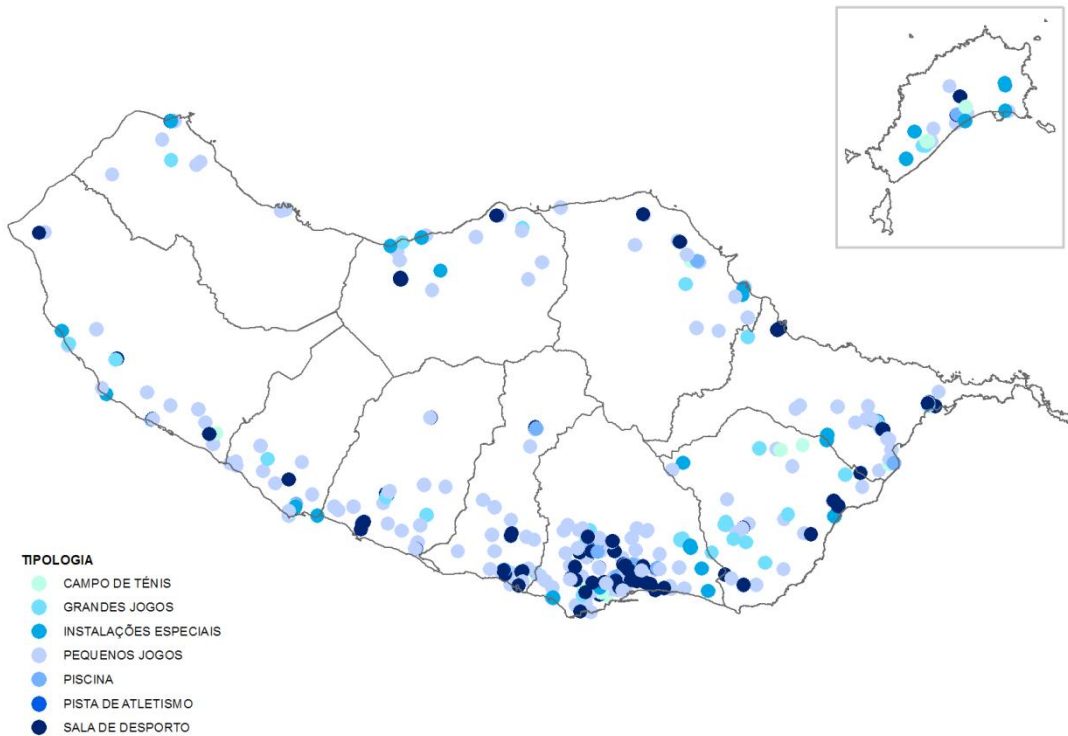 TIPOLOGIA
CAMPO DE TÉNIS
GRANDES JOGOS
INSTALAÇÕES ESPECIAIS
PEQUENOS JOGOS
PISCINA
PISTA DE ATLETISMO
SALA DE DESPORTO